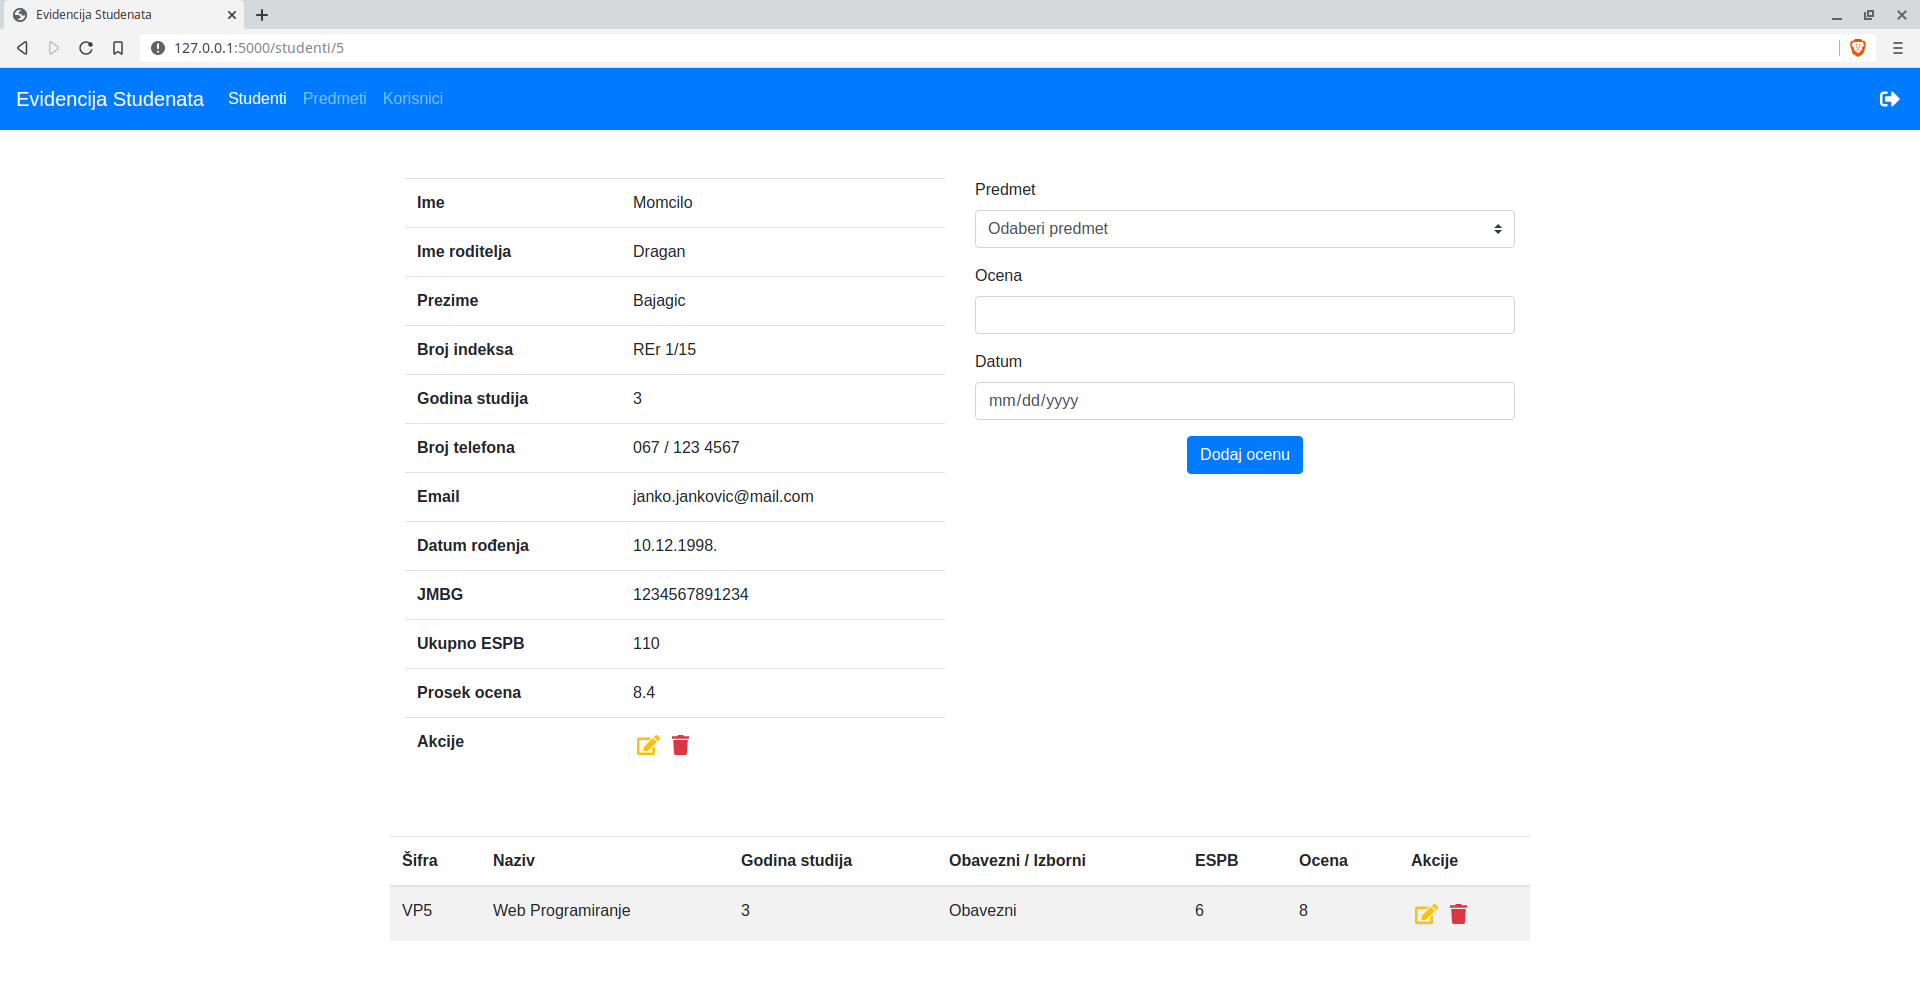 Evidencija Studenata
127.0.0.1:5000/studenti/5
Evidencija Studenata Studenti Predmeti Korisnici
Ime Momcilo
Ime roditelja Dragan
Prezime Bajagic
Broj indeksa REr 1/15
Godina studija 3
Broj telefona 067 / 123 4567
Email janko.jankovic@mail.com
Datum rođenja 10.12.1998.
JMBG 1234567891234
Ukupno ESPB 110
Prosek ocena 8.4
Akcije
Predmet
Odaberi predmet
Ocena
Datum
mm/dd/yyyy
Dodaj ocenu
Šifra Naziv Godina studija Obavezni / Izborni ESPB Ocena Akcije
VP5 Web Programiranje 3 Obavezni 6 8